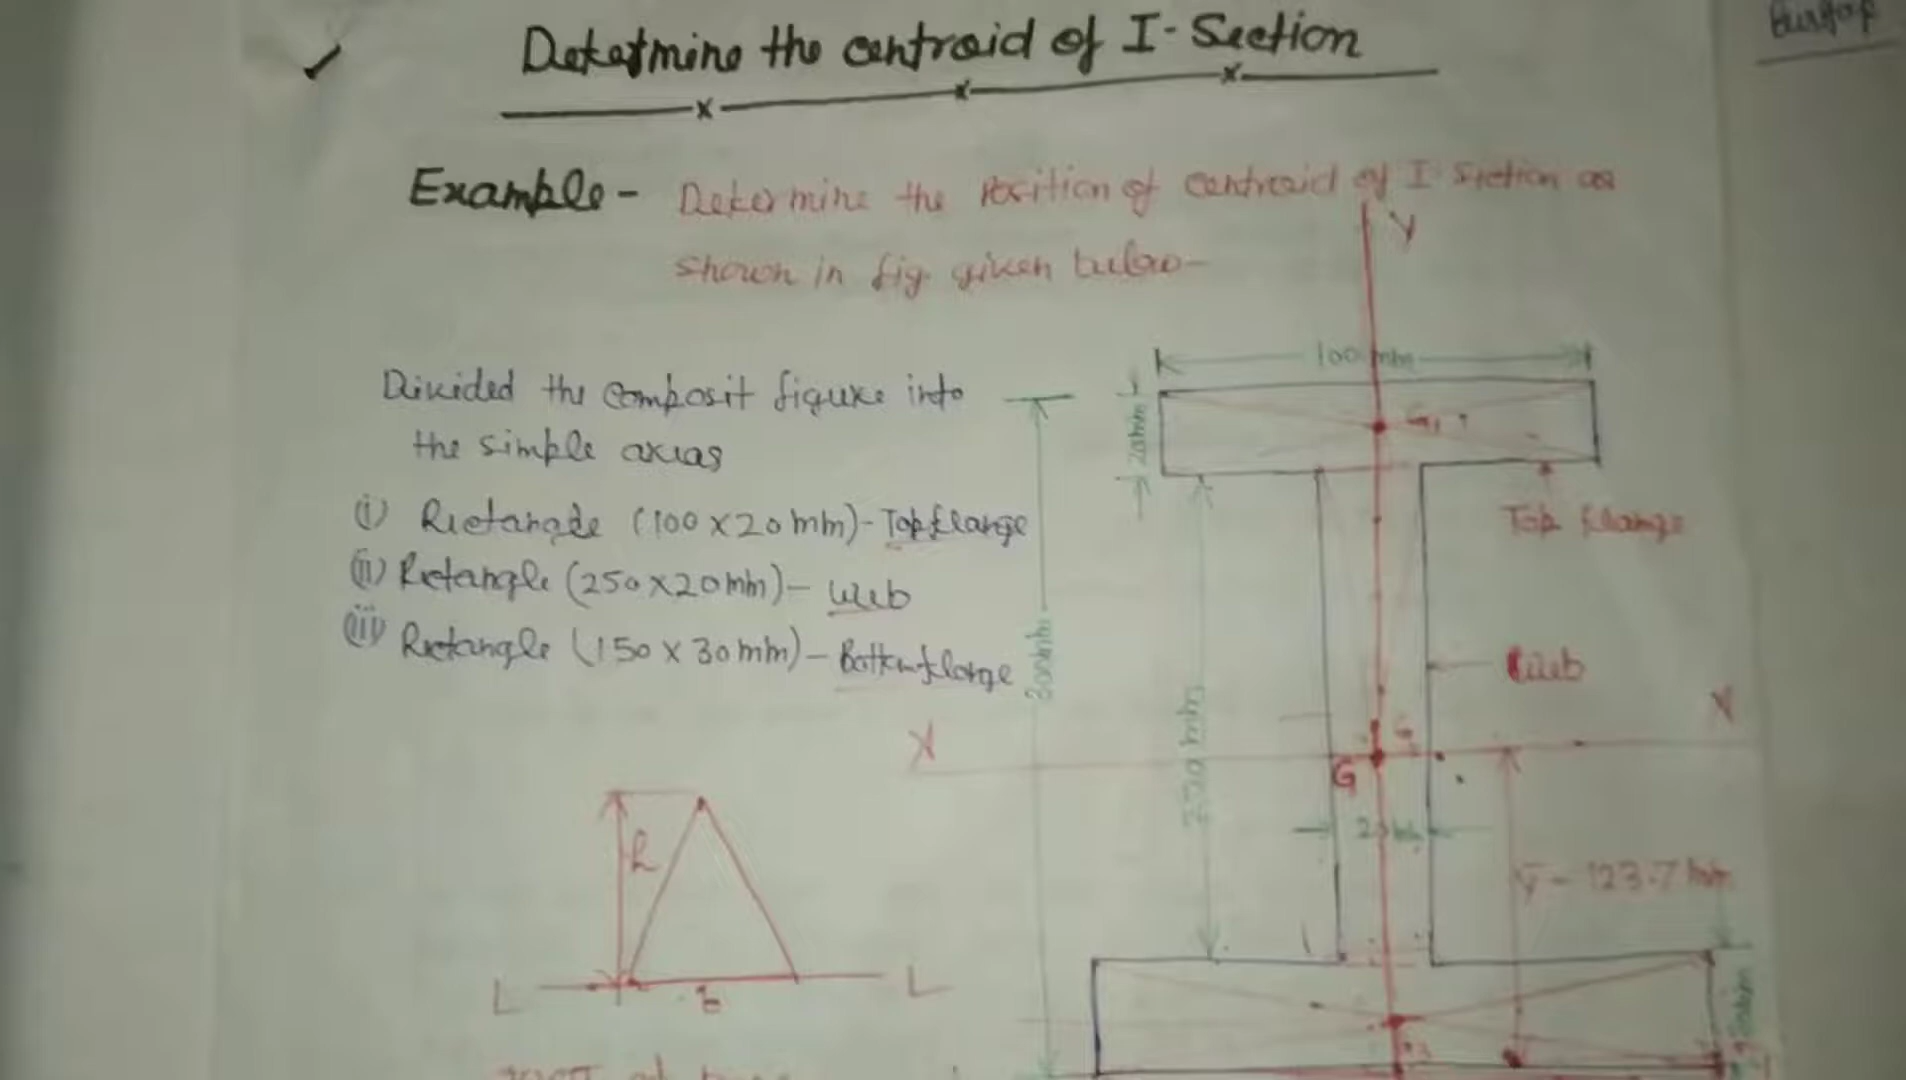 Determine the centroid of I-Section
Example- Determine the Position of centroid of I Section as
shown in fig. given below-
Divided the composit figure into
the simple axias
(i) Rectangle (100 x 20 mm)- Top flange
(ii) Rectangle (250 x 20 mm)- Web
(iii) Rectangle (150 x 30 mm)- Bottom flange
Y
100 mm
20mm
G1
Top flange
300mm
250 mm
Web
X
X
G
ȳ - 123.7 mm
h
L
b
L
30mm